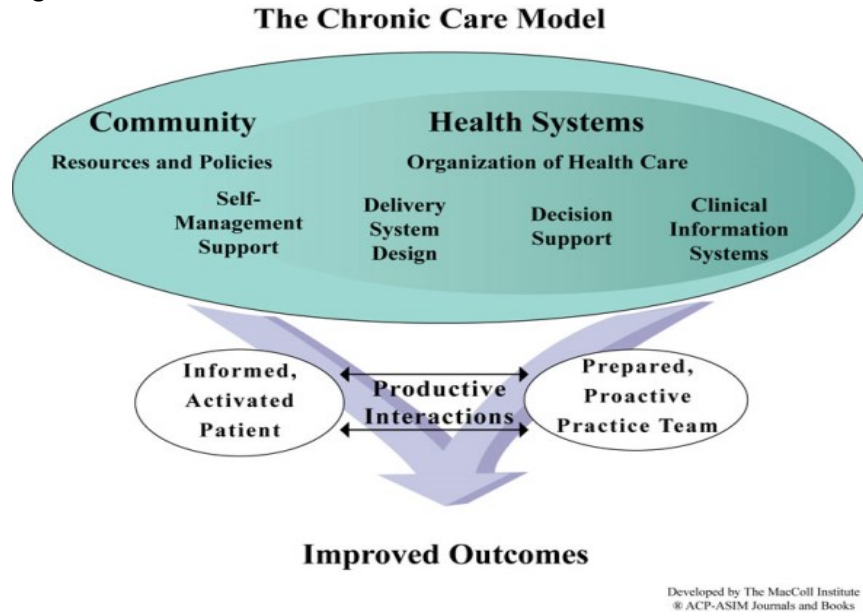 The Chronic Care Model
Community
Health Systems
Resources and Policies
Organization of Health Care
Self-
Management
Support
Delivery
System
Design
Decision
Support
Clinical
Information
Systems
Informed,
Activated
Patient
Productive
Interactions
Prepared,
Proactive
Practice Team
Improved Outcomes
Developed by The MacColl Institute
® ACP-ASIM Journals and Books